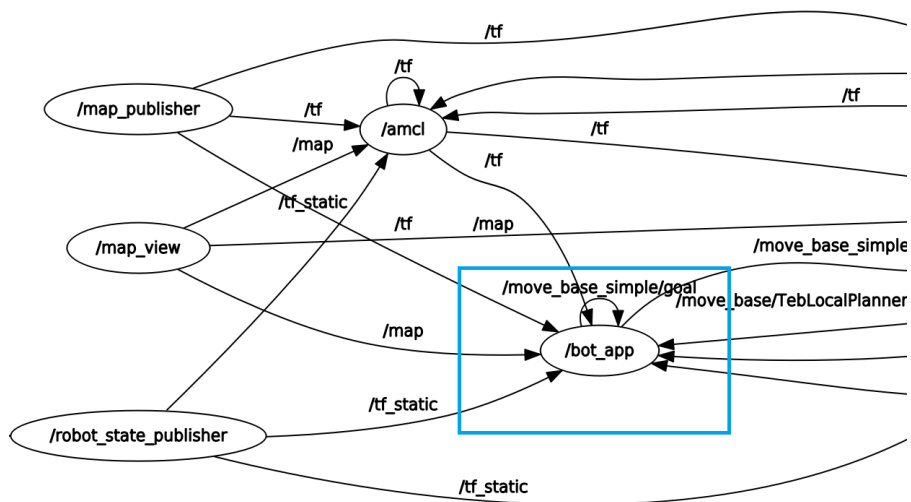 /tf
/tf
/map_publisher
/tf
/tf
/amcl
/tf
/map
/tf
/tf_static
/map_view
/tf
/map
/move_base_simple
/move_base_simple/goal
/move_base/TebLocalPlanner
/map
/bot_app
/tf_static
/robot_state_publisher
/tf_static